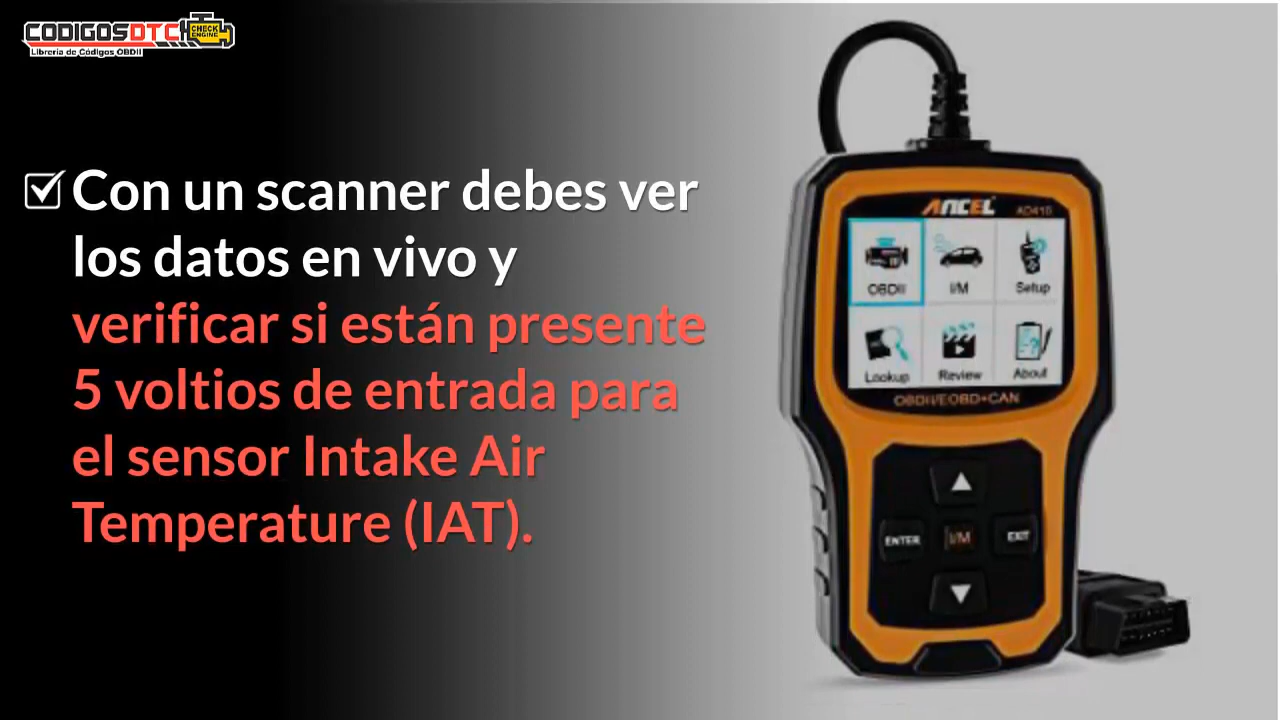 CODIGOSDTC
CHECK
ENGINE
Librería de Códigos OBDII
Con un scanner debes ver
los datos en vivo y
verificar si están presente
5 voltios de entrada para
el sensor Intake Air
Temperature (IAT).
ANCEL AD410
OBDII I/M Setup
Lookup Review About
OBDII/EOBD+CAN
ENTER I/M EXIT